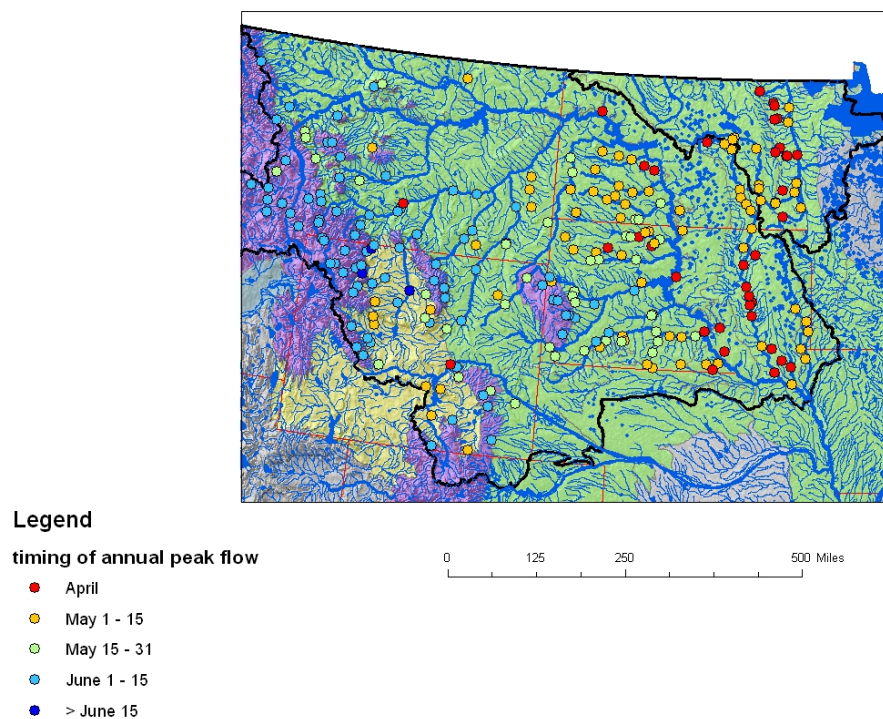 Legend
timing of annual peak flow
April
May 1 - 15
May 15 - 31
June 1 - 15
> June 15
0 125 250 500 Miles